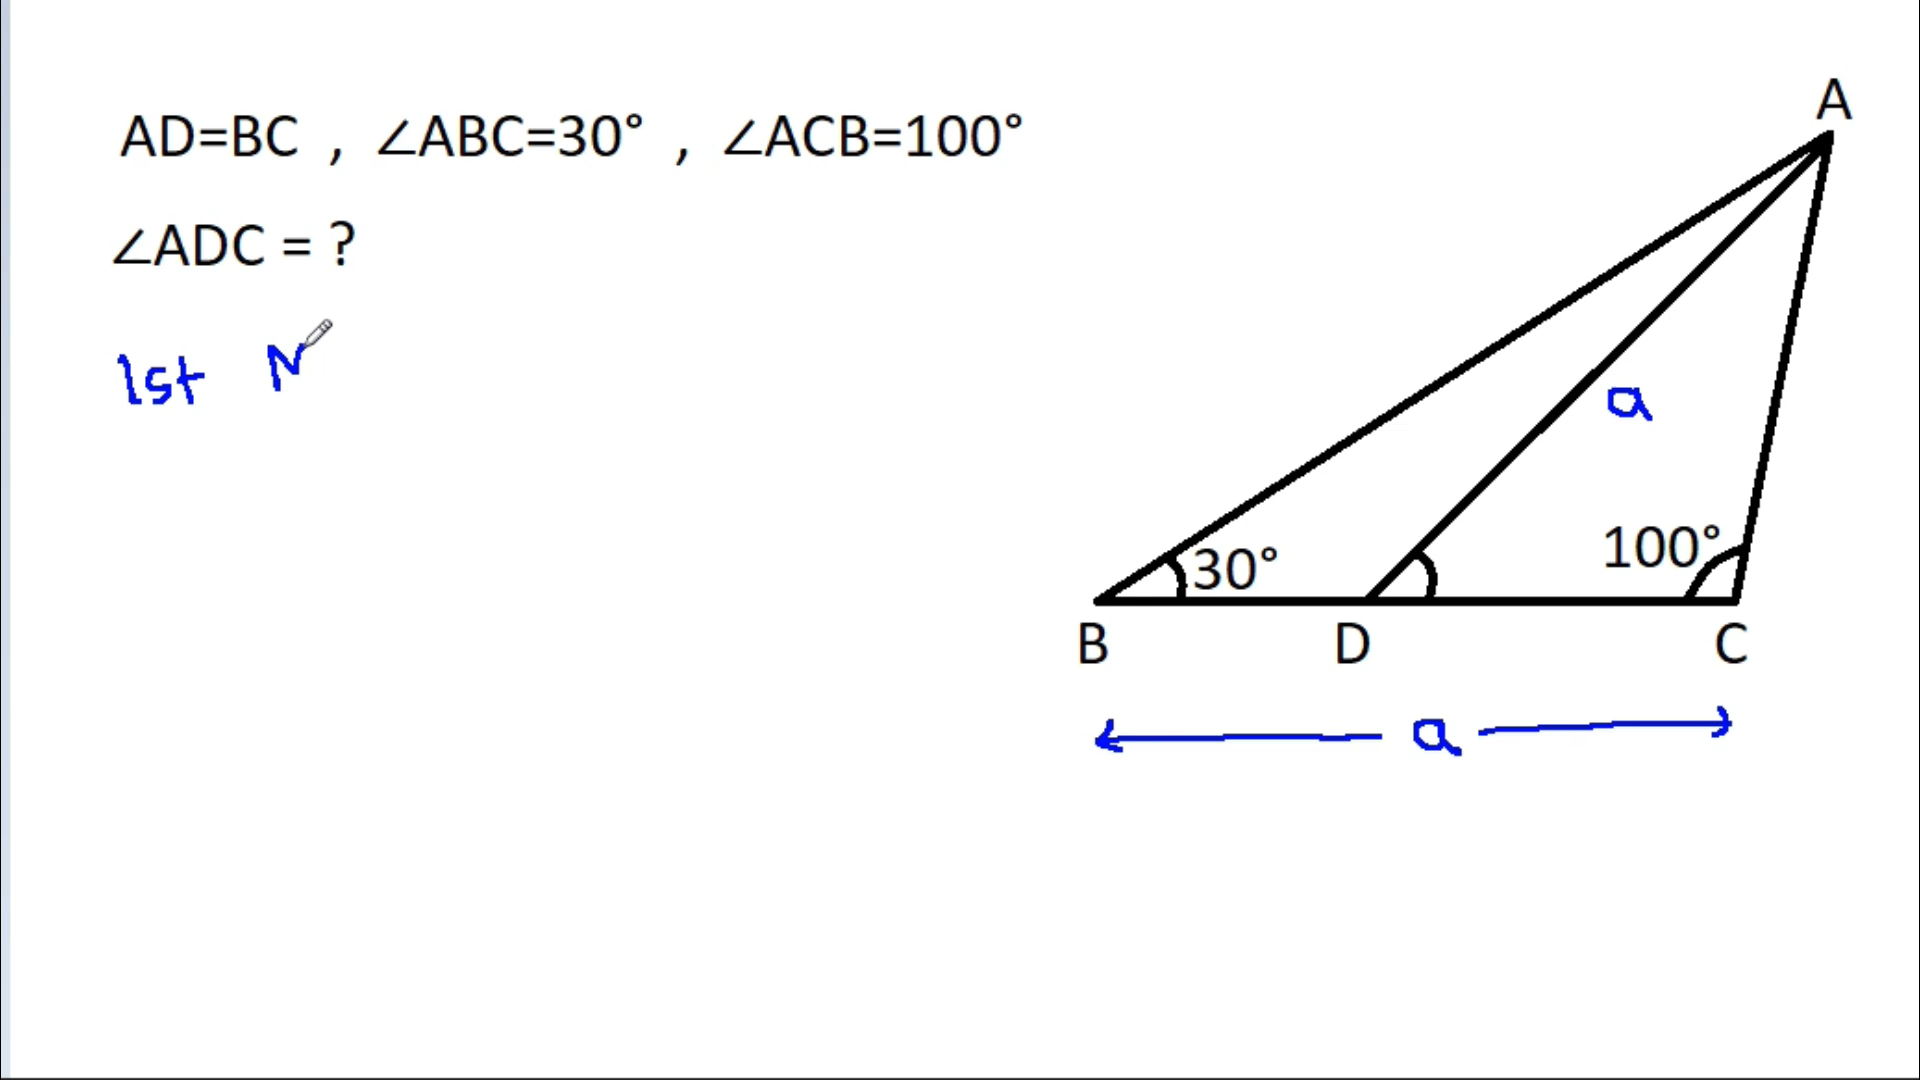 AD=BC , ∠ABC=30° , ∠ACB=100°
∠ADC = ?
1st M
A
a
30°
100°
B D C
a